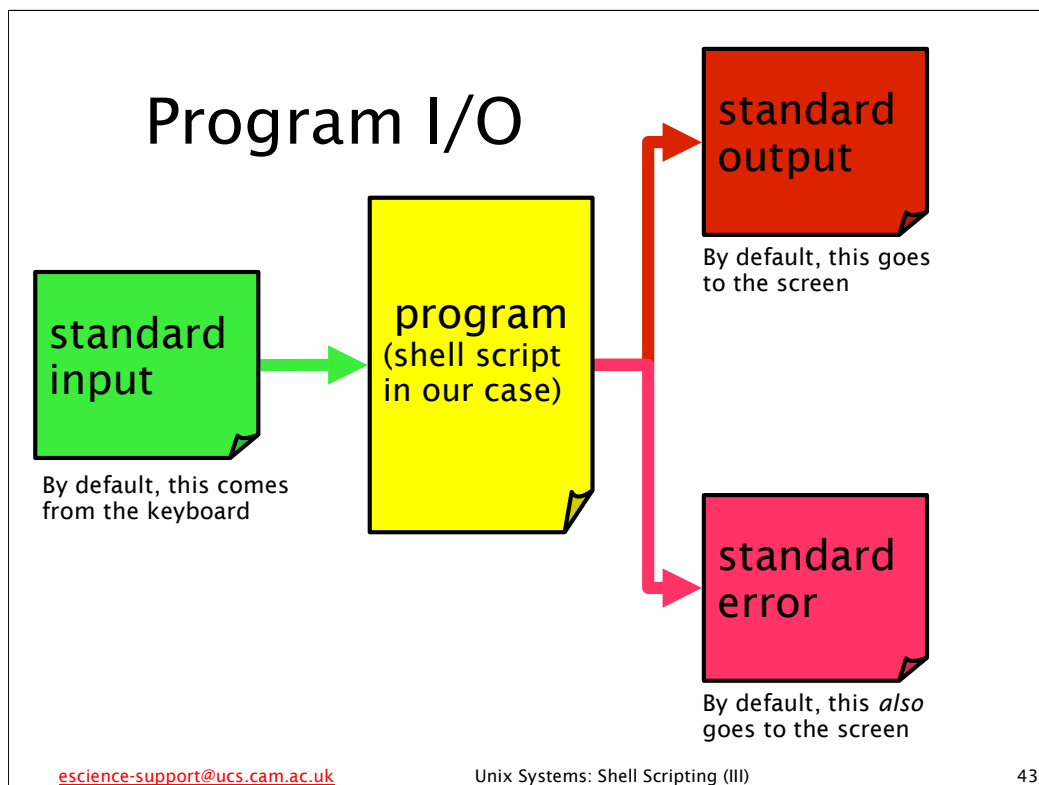 Program I/O
standard
output
By default, this goes
to the screen
standard
input
By default, this comes
from the keyboard
program
(shell script
in our case)
standard
error
By default, this also
goes to the screen
escience-support@ucs.cam.ac.uk
Unix Systems: Shell Scripting (III)
43